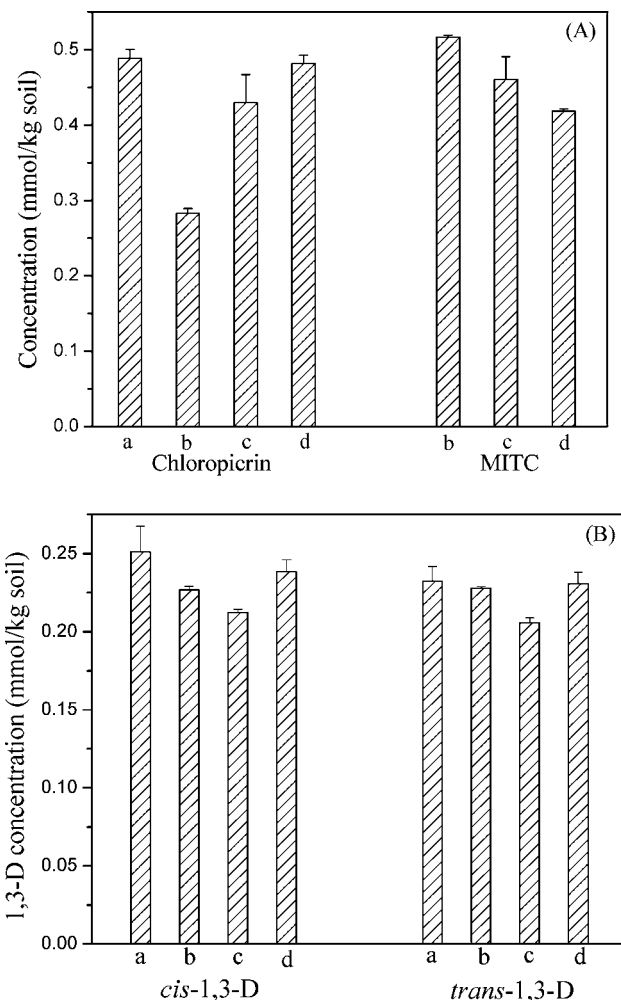 (A)
Concentration (mmol/kg soil)
0.5
0.4
0.3
0.2
0.1
0.0
a b c d b c d
Chloropicrin MITC
(B)
1,3-D concentration (mmol/kg soil)
0.25
0.20
0.15
0.10
0.05
0.00
a b c d a b c d
cis-1,3-D trans-1,3-D